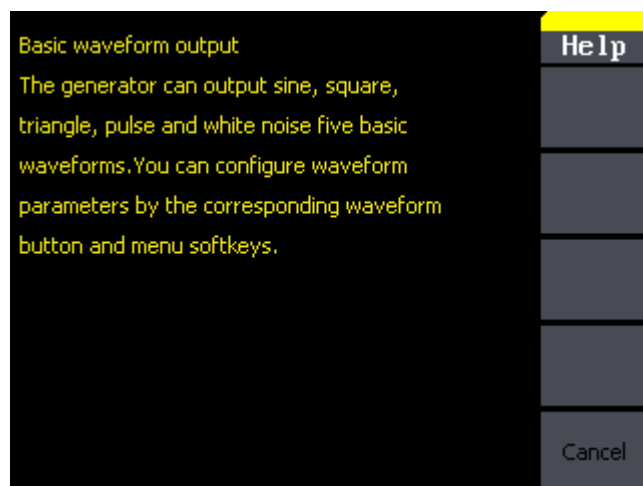 Basic waveform output
Help
The generator can output sine, square,
triangle, pulse and white noise five basic
waveforms.You can configure waveform
parameters by the corresponding waveform
button and menu softkeys.
Cancel